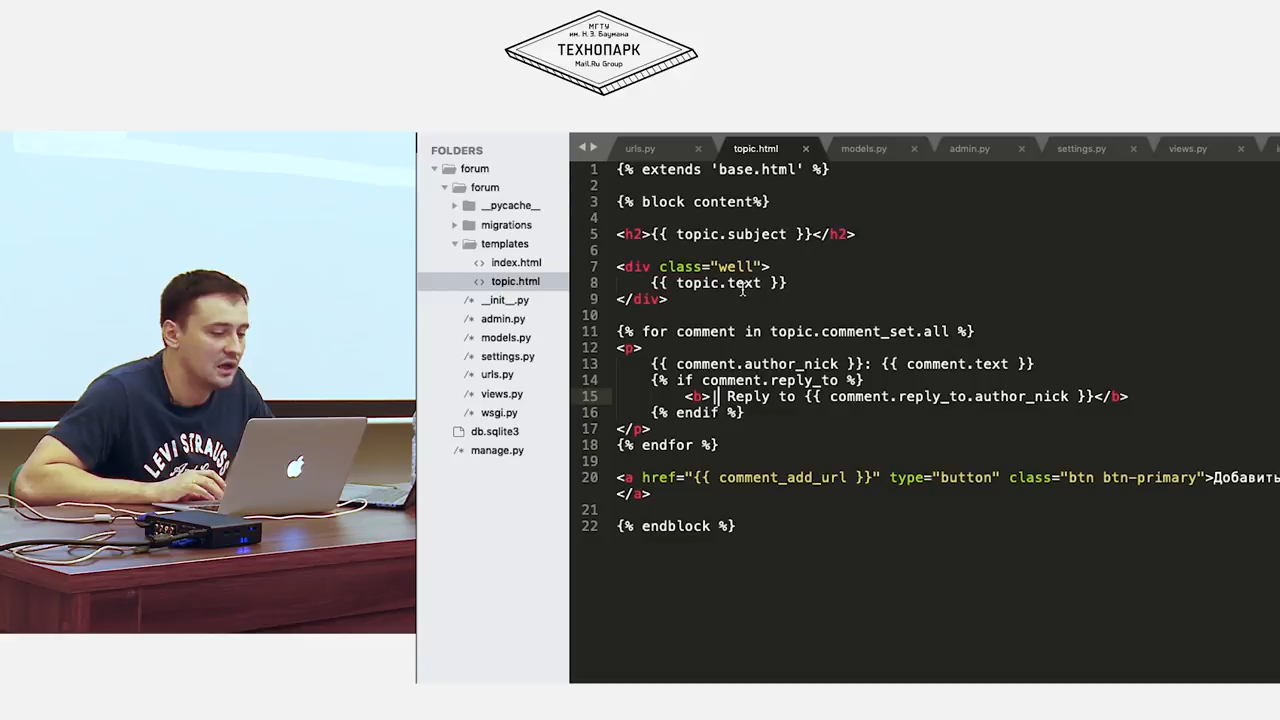 МГТУ
им. Н.Э. Баумана
ТЕХНОПАРК
Mail.Ru Group
LEVI STRAUSS
FOLDERS
forum
forum
__pycache__
migrations
templates
index.html
topic.html
__init__.py
admin.py
models.py
settings.py
urls.py
views.py
wsgi.py
db.sqlite3
manage.py
urls.py
topic.html
models.py
admin.py
settings.py
views.py
1 {% extends 'base.html' %}
2
3 {% block content%}
4
5 <h2>{{ topic.subject }}</h2>
6
7 <div class="well">
8 {{ topic.text }}
9 </div>
10
11 {% for comment in topic.comment_set.all %}
12 <p>
13 {{ comment.author_nick }}: {{ comment.text }}
14 {% if comment.reply_to %}
15 <b>| Reply to {{ comment.reply_to.author_nick }}</b>
16 {% endif %}
17 </p>
18 {% endfor %}
19
20 <a href="{{ comment_add_url }}" type="button" class="btn btn-primary">Добавить
</a>
21
22 {% endblock %}